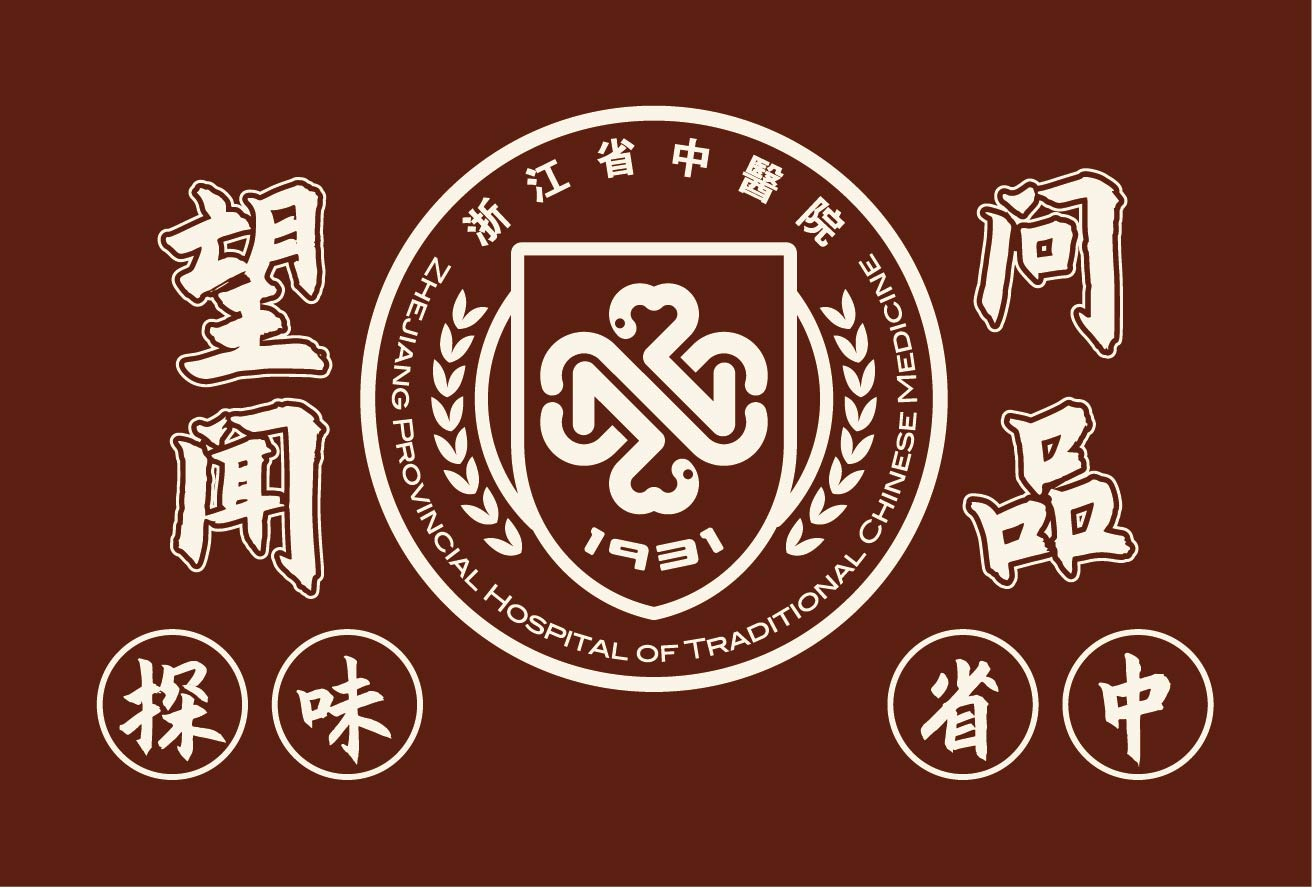 浙江省中醫院
ZHEJIANG PROVINCIAL HOSPITAL OF TRADITIONAL CHINESE MEDICINE
1931
望闻
问品
探味
省中